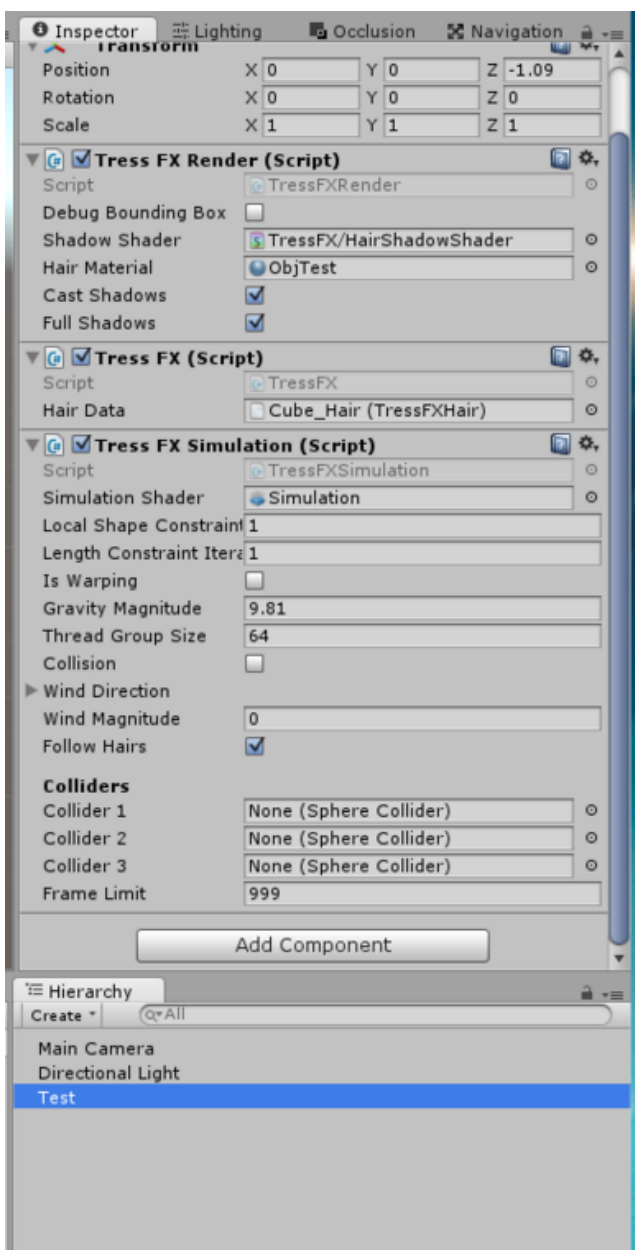 Inspector Lighting Occlusion Navigation
Transform
Position X 0 Y 0 Z -1.09
Rotation X 0 Y 0 Z 0
Scale X 1 Y 1 Z 1
Tress FX Render (Script)
Script TressFXRender
Debug Bounding Box
Shadow Shader TressFX/HairShadowShader
Hair Material ObjTest
Cast Shadows
Full Shadows
Tress FX (Script)
Script TressFX
Hair Data Cube_Hair (TressFXHair)
Tress FX Simulation (Script)
Script TressFXSimulation
Simulation Shader Simulation
Local Shape Constraint 1
Length Constraint Itera 1
Is Warping
Gravity Magnitude 9.81
Thread Group Size 64
Collision
Wind Direction
Wind Magnitude 0
Follow Hairs
Colliders
Collider 1 None (Sphere Collider)
Collider 2 None (Sphere Collider)
Collider 3 None (Sphere Collider)
Frame Limit 999
Add Component
Hierarchy
Create All
Main Camera
Directional Light
Test